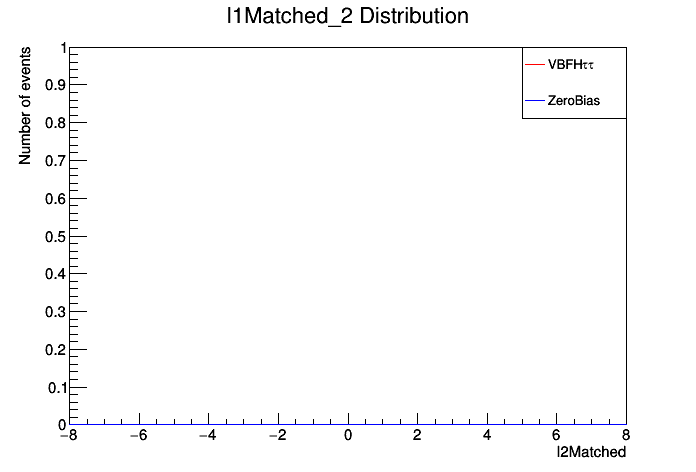 l1Matched_2 Distribution
Number of events
1
0.9
0.8
0.7
0.6
0.5
0.4
0.3
0.2
0.1
0
VBFHττ
ZeroBias
−8 −6 −4 −2 0 2 4 6 8
l2Matched